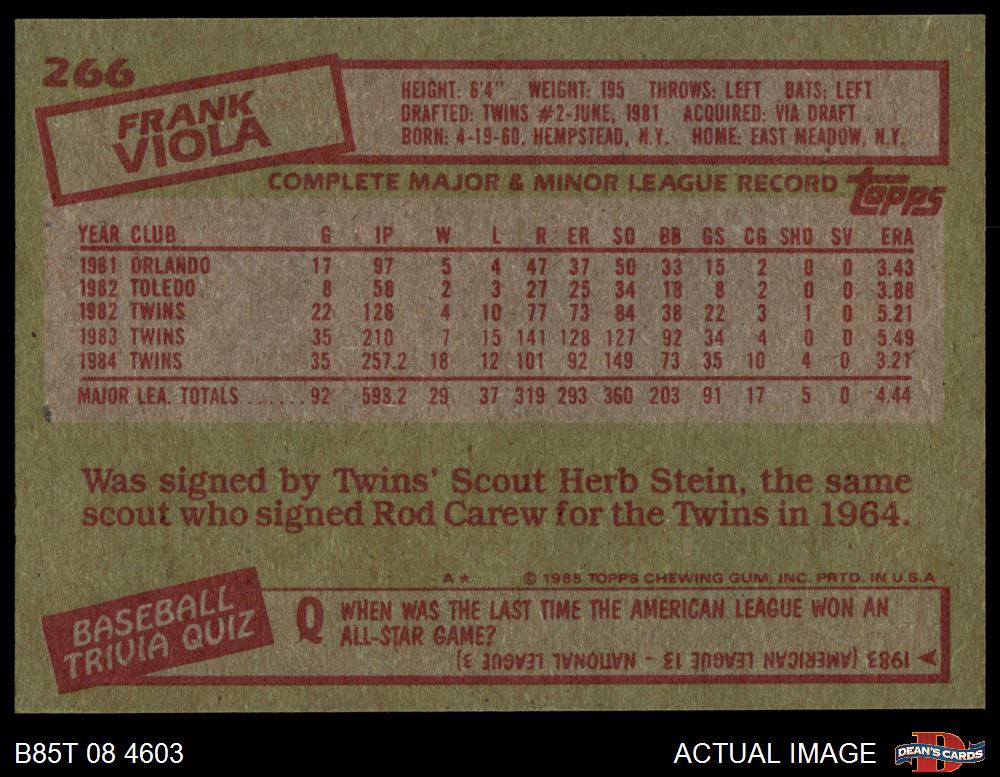 266
FRANK
VIOLA
HEIGHT: 6'4" WEIGHT: 195 THROWS: LEFT BATS: LEFT
DRAFTED: TWINS #2-JUNE, 1981 ACQUIRED: VIA DRAFT
BORN: 4-19-60, HEMPSTEAD, N.Y. HOME: EAST MEADOW, N.Y.
COMPLETE MAJOR & MINOR LEAGUE RECORD topps
YEAR CLUB G IP W L R ER SO BB GS CG SHO SV ERA
1981 ORLANDO 17 97 5 4 47 37 50 33 15 2 0 0 3.43
1982 TOLEDO 8 58 2 3 27 25 34 18 8 2 0 0 3.88
1982 TWINS 22 126 4 10 77 73 84 38 22 3 1 0 5.21
1983 TWINS 35 210 7 15 141 128 127 92 34 4 0 0 5.49
1984 TWINS 35 257.2 18 12 101 92 149 73 35 10 4 0 3.21
MAJOR LEA. TOTALS ...... 92 593.2 29 37 319 293 360 203 91 17 5 0 4.44
Was signed by Twins' Scout Herb Stein, the same
scout who signed Rod Carew for the Twins in 1964.
A★ © 1985 TOPPS CHEWING GUM, INC. PRTD. IN U.S.A
BASEBALL
TRIVIA QUIZ
Q WHEN WAS THE LAST TIME THE AMERICAN LEAGUE WON AN
ALL-STAR GAME?
A 1983 (AMERICAN LEAGUE 13 - NATIONAL LEAGUE 3)
B85T 08 4603
ACTUAL IMAGE
D
DEAN'S CARDS